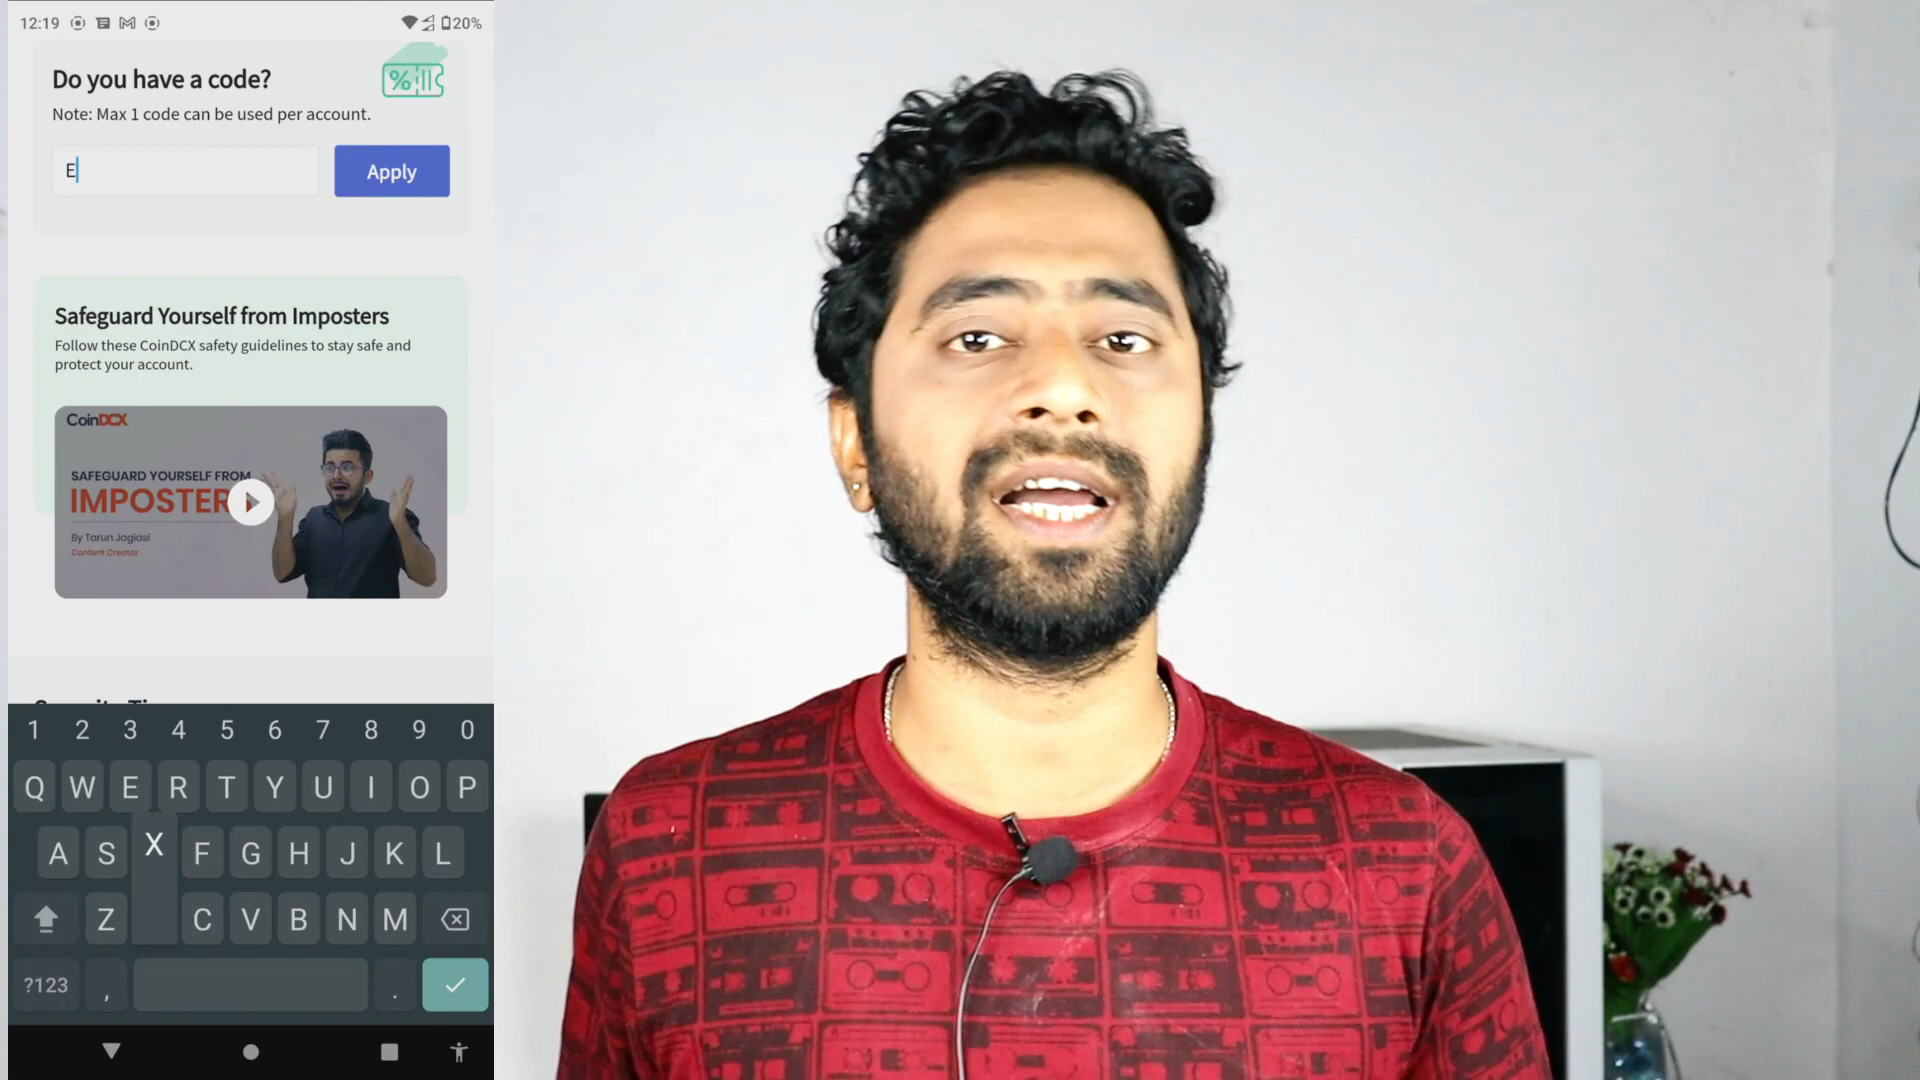 12:19
20%
Do you have a code?
Note: Max 1 code can be used per account.
E
Apply
Safeguard Yourself from Imposters
Follow these CoinDCX safety guidelines to stay safe and
protect your account.
CoinDCX
SAFEGUARD YOURSELF FROM
IMPOSTER
By Tarun Jagiasi
Content Creator
1 2 3 4 5 6 7 8 9 0
Q W E R T Y U I O P
A S X F G H J K L
Z C V B N M
?123 , .